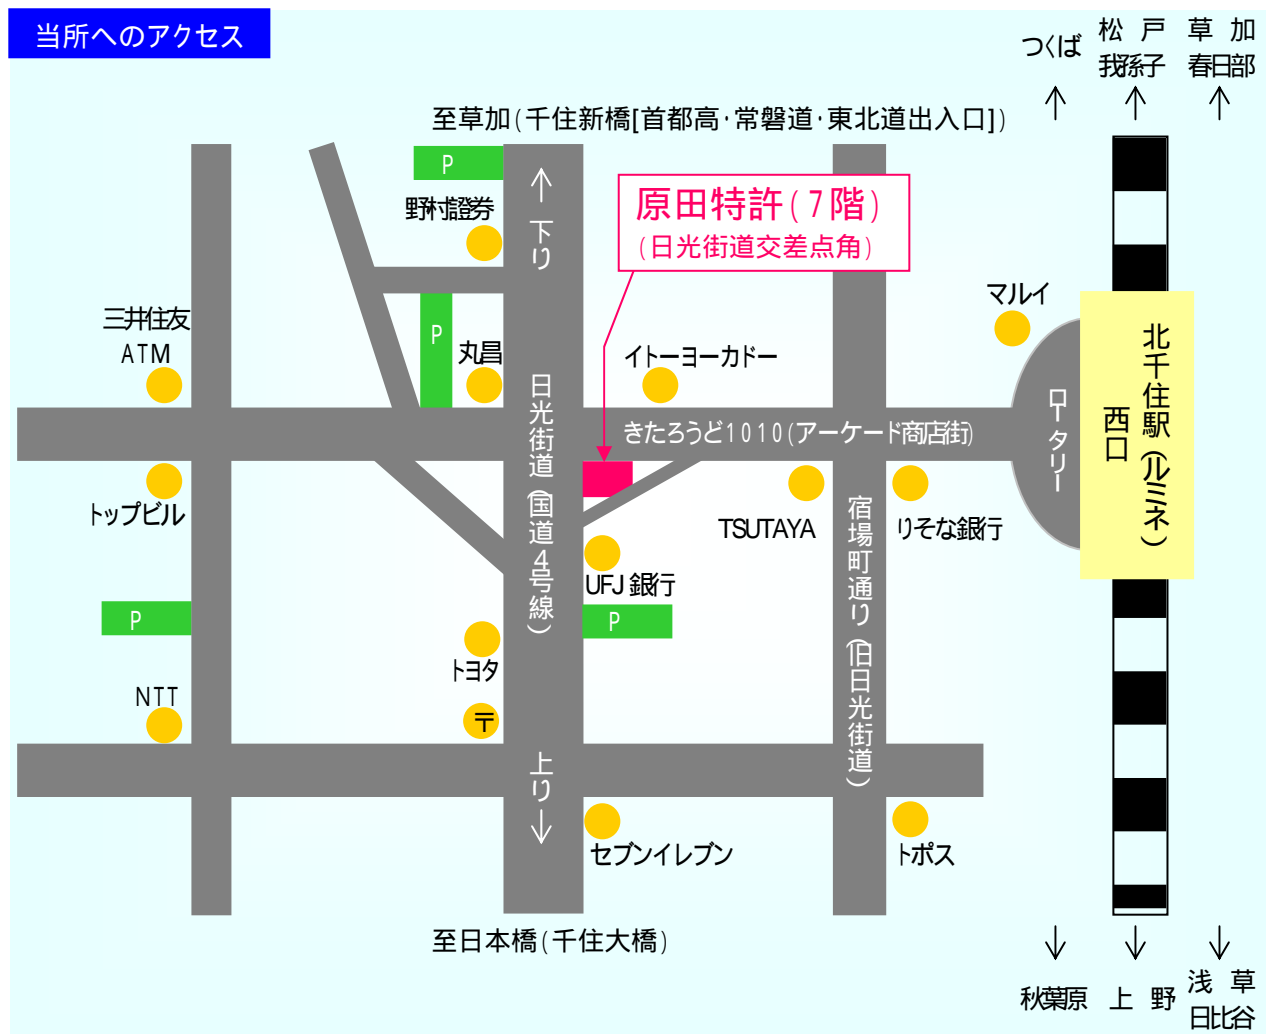 当所へのアクセス
つくば
松戸
我孫子
草加
春日部
至草加(千住新橋[首都高・常磐道・東北道出入口])
P
野村證券
下り
原田特許(7階)
(日光街道交差点角)
マルイ
三井住友
ATM
P
丸昌
イトーヨーカドー
日光街道(国道4号線)
きたろうど1010(アーケード商店街)
ロータリー
北千住駅(ルミネ)
西口
トップビル
TSUTAYA
宿場町通り(旧日光街道)
りそな銀行
UFJ銀行
P
P
トヨタ
NTT
〒
上り
セブンイレブン
トポス
至日本橋(千住大橋)
秋葉原
上野
浅草
日比谷